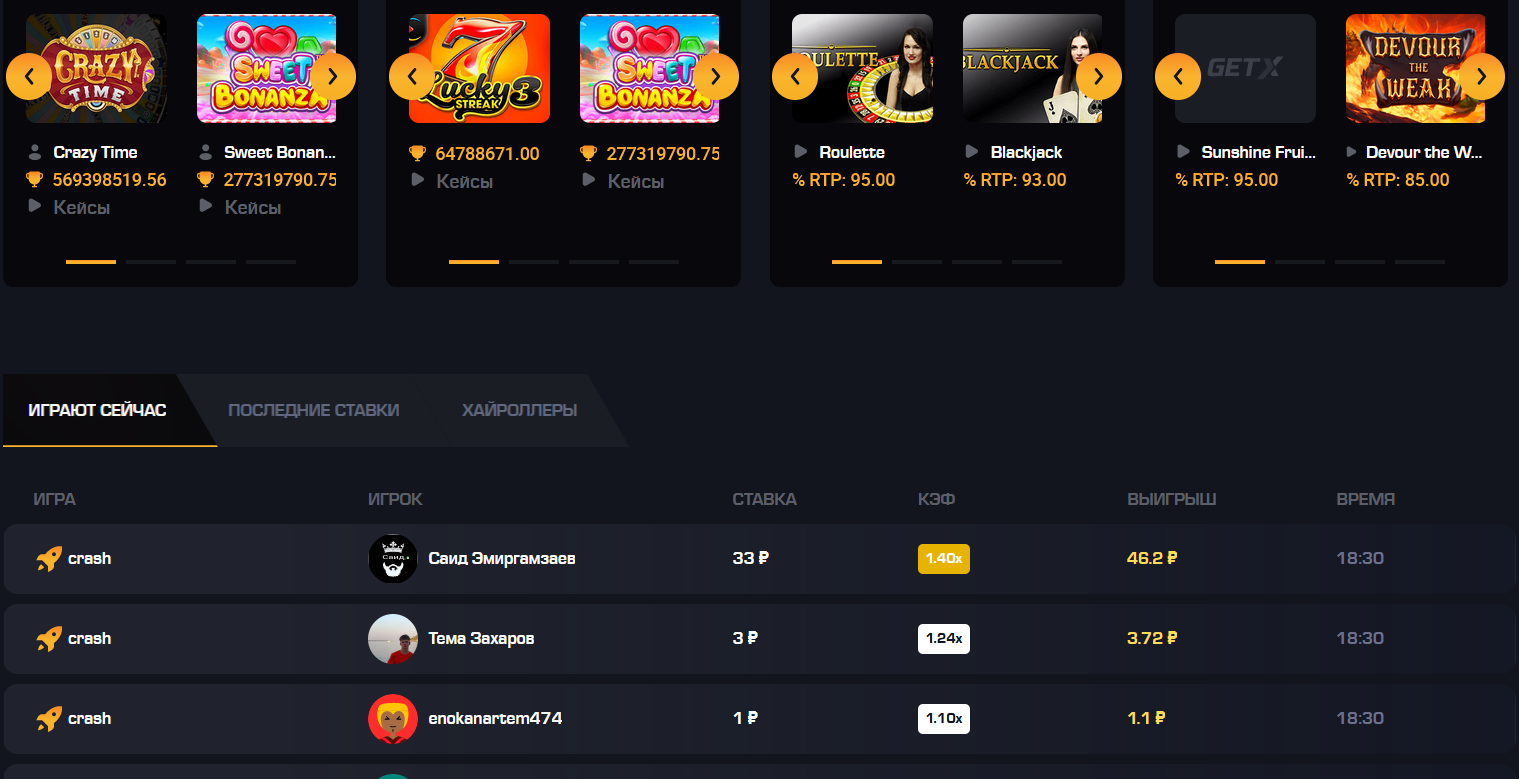 CRAZY!
TIME
SWEET
BONANZA
7
Lucky
STREAK 3
SWEET
BONANZA
ROULETTE
BLACKJACK
J
GETX
DEVOUR
THE
WEAK
Crazy Time
Sweet Bonan...
569398519.56
277319790.75
Кейсы
Кейсы
64788671.00
277319790.75
Кейсы
Кейсы
Roulette
Blackjack
% RTP: 95.00
% RTP: 93.00
Sunshine Frui...
Devour the W...
% RTP: 95.00
% RTP: 85.00
ИГРАЮТ СЕЙЧАС
ПОСЛЕДНИЕ СТАВКИ
ХАЙРОЛЛЕРЫ
ИГРА ИГРОК СТАВКА КЭФ ВЫИГРЫШ ВРЕМЯ
crash Саид Саид Эмиргамзаев 33 ₽ 1.40x 46.2 ₽ 18:30
crash Тема Захаров 3 ₽ 1.24x 3.72 ₽ 18:30
crash enokanartem474 1 ₽ 1.10x 1.1 ₽ 18:30